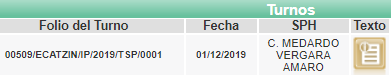 Turnos
Folio del Turno Fecha SPH Texto
00509/ECATZIN/IP/2019/TSP/0001 01/12/2019 C. MEDARDO
VERGARA
AMARO